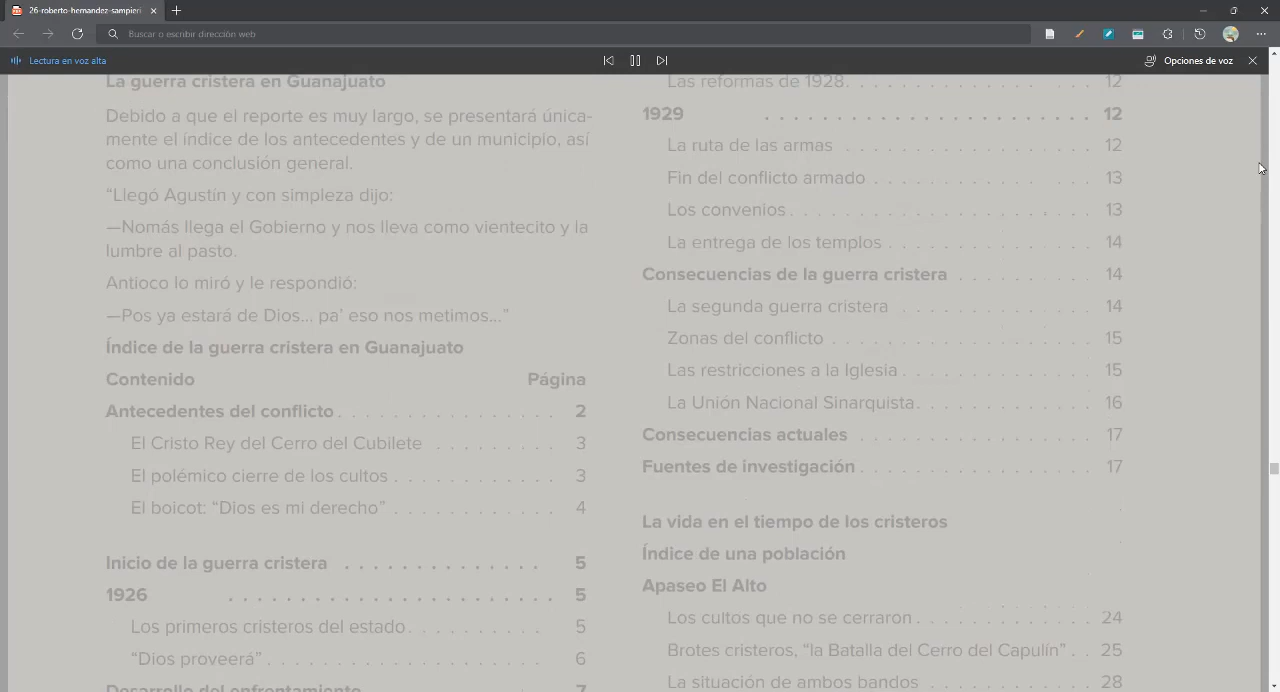 26-roberto-hernandez-sampieri
Buscar o escribir dirección web
Lectura en voz alta
Opciones de voz
La guerra cristera en Guanajuato
Debido a que el reporte es muy largo, se presentará única-
mente el índice de los antecedentes y de un municipio, así
como una conclusión general.
“Llegó Agustín y con simpleza dijo:
—Nomás llega el Gobierno y nos lleva como vientecito y la
lumbre al pasto.
Antioco lo miró y le respondió:
—Pos ya estará de Dios... pa’ eso nos metimos...”
Índice de la guerra cristera en Guanajuato
Contenido Página
Antecedentes del conflicto . . . . . . . . . . . . . 2
El Cristo Rey del Cerro del Cubilete . . . . . . . 3
El polémico cierre de los cultos . . . . . . . . . 3
El boicot: “Dios es mi derecho” . . . . . . . . . 4
Inicio de la guerra cristera . . . . . . . . . . . 5
1926 . . . . . . . . . . . . . . . . . . 5
Los primeros cristeros del estado . . . . . . . . 5
“Dios proveerá” . . . . . . . . . . . . . . . 6
Desarrollo del enfrentamiento 7
Las reformas de 1928. . . . . . . . . . . . 12
1929 . . . . . . . . . . . . . . . . . . 12
La ruta de las armas . . . . . . . . . . . . 12
Fin del conflicto armado . . . . . . . . . . 13
Los convenios . . . . . . . . . . . . . . . 13
La entrega de los templos . . . . . . . . . . 14
Consecuencias de la guerra cristera . . . . . . . 14
La segunda guerra cristera . . . . . . . . . 14
Zonas del conflicto . . . . . . . . . . . . . 15
Las restricciones a la Iglesia . . . . . . . . . 15
La Unión Nacional Sinarquista . . . . . . . . . 16
Consecuencias actuales . . . . . . . . . . . . 17
Fuentes de investigación . . . . . . . . . . . . 17
La vida en el tiempo de los cristeros
Índice de una población
Apaseo El Alto
Los cultos que no se cerraron . . . . . . . . . 24
Brotes cristeros, “la Batalla del Cerro del Capulín” . . 25
La situación de ambos bandos . . . . . . . . . 28